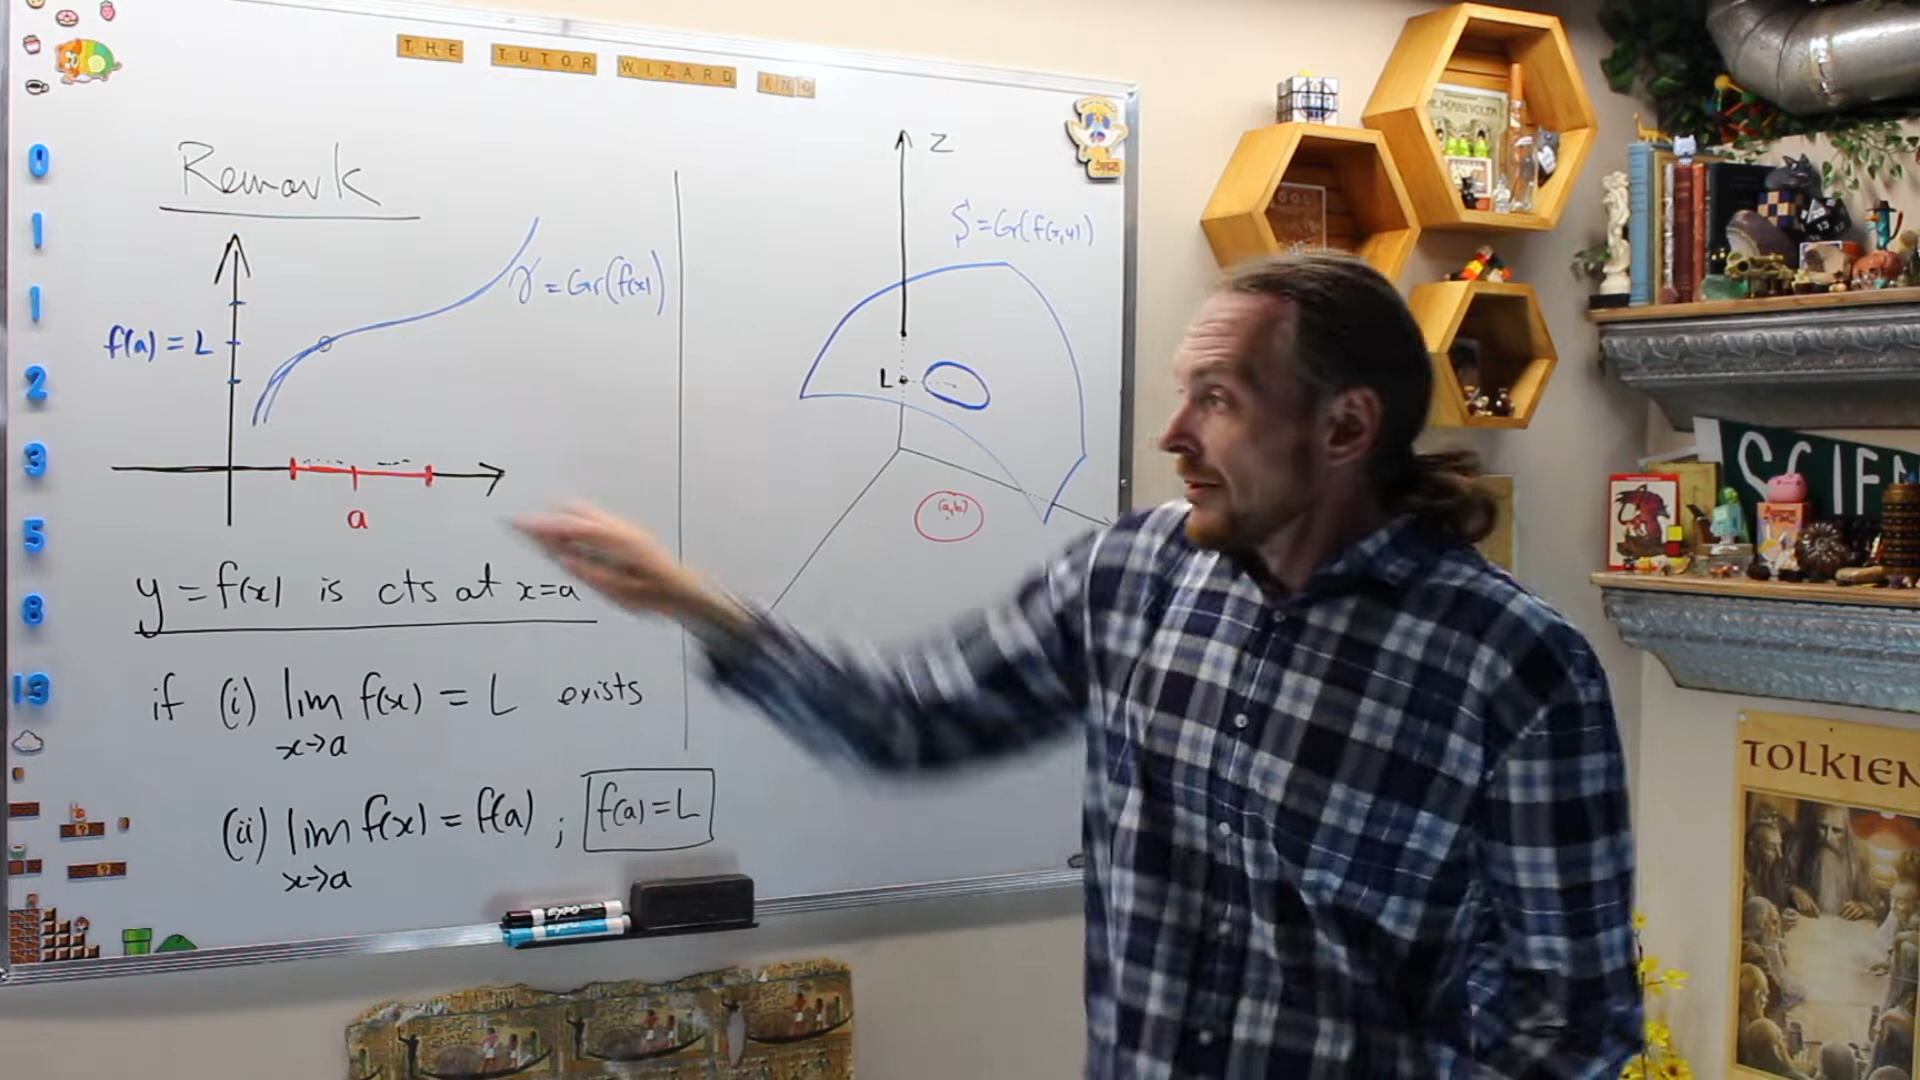 THE TUTOR WIZARD INC
0
1
1
2
3
5
8
13
Remark
γ = Gr(f(x))
f(a) = L
a
y = f(x) is cts at x=a
if (i) lim f(x) = L exists
x→a
(ii) lim f(x) = f(a) ; f(a) = L
x→a
Z
S = Gr(f(x,y))
L
(a,b)
EXPO
SCIEN
TOLKIEN